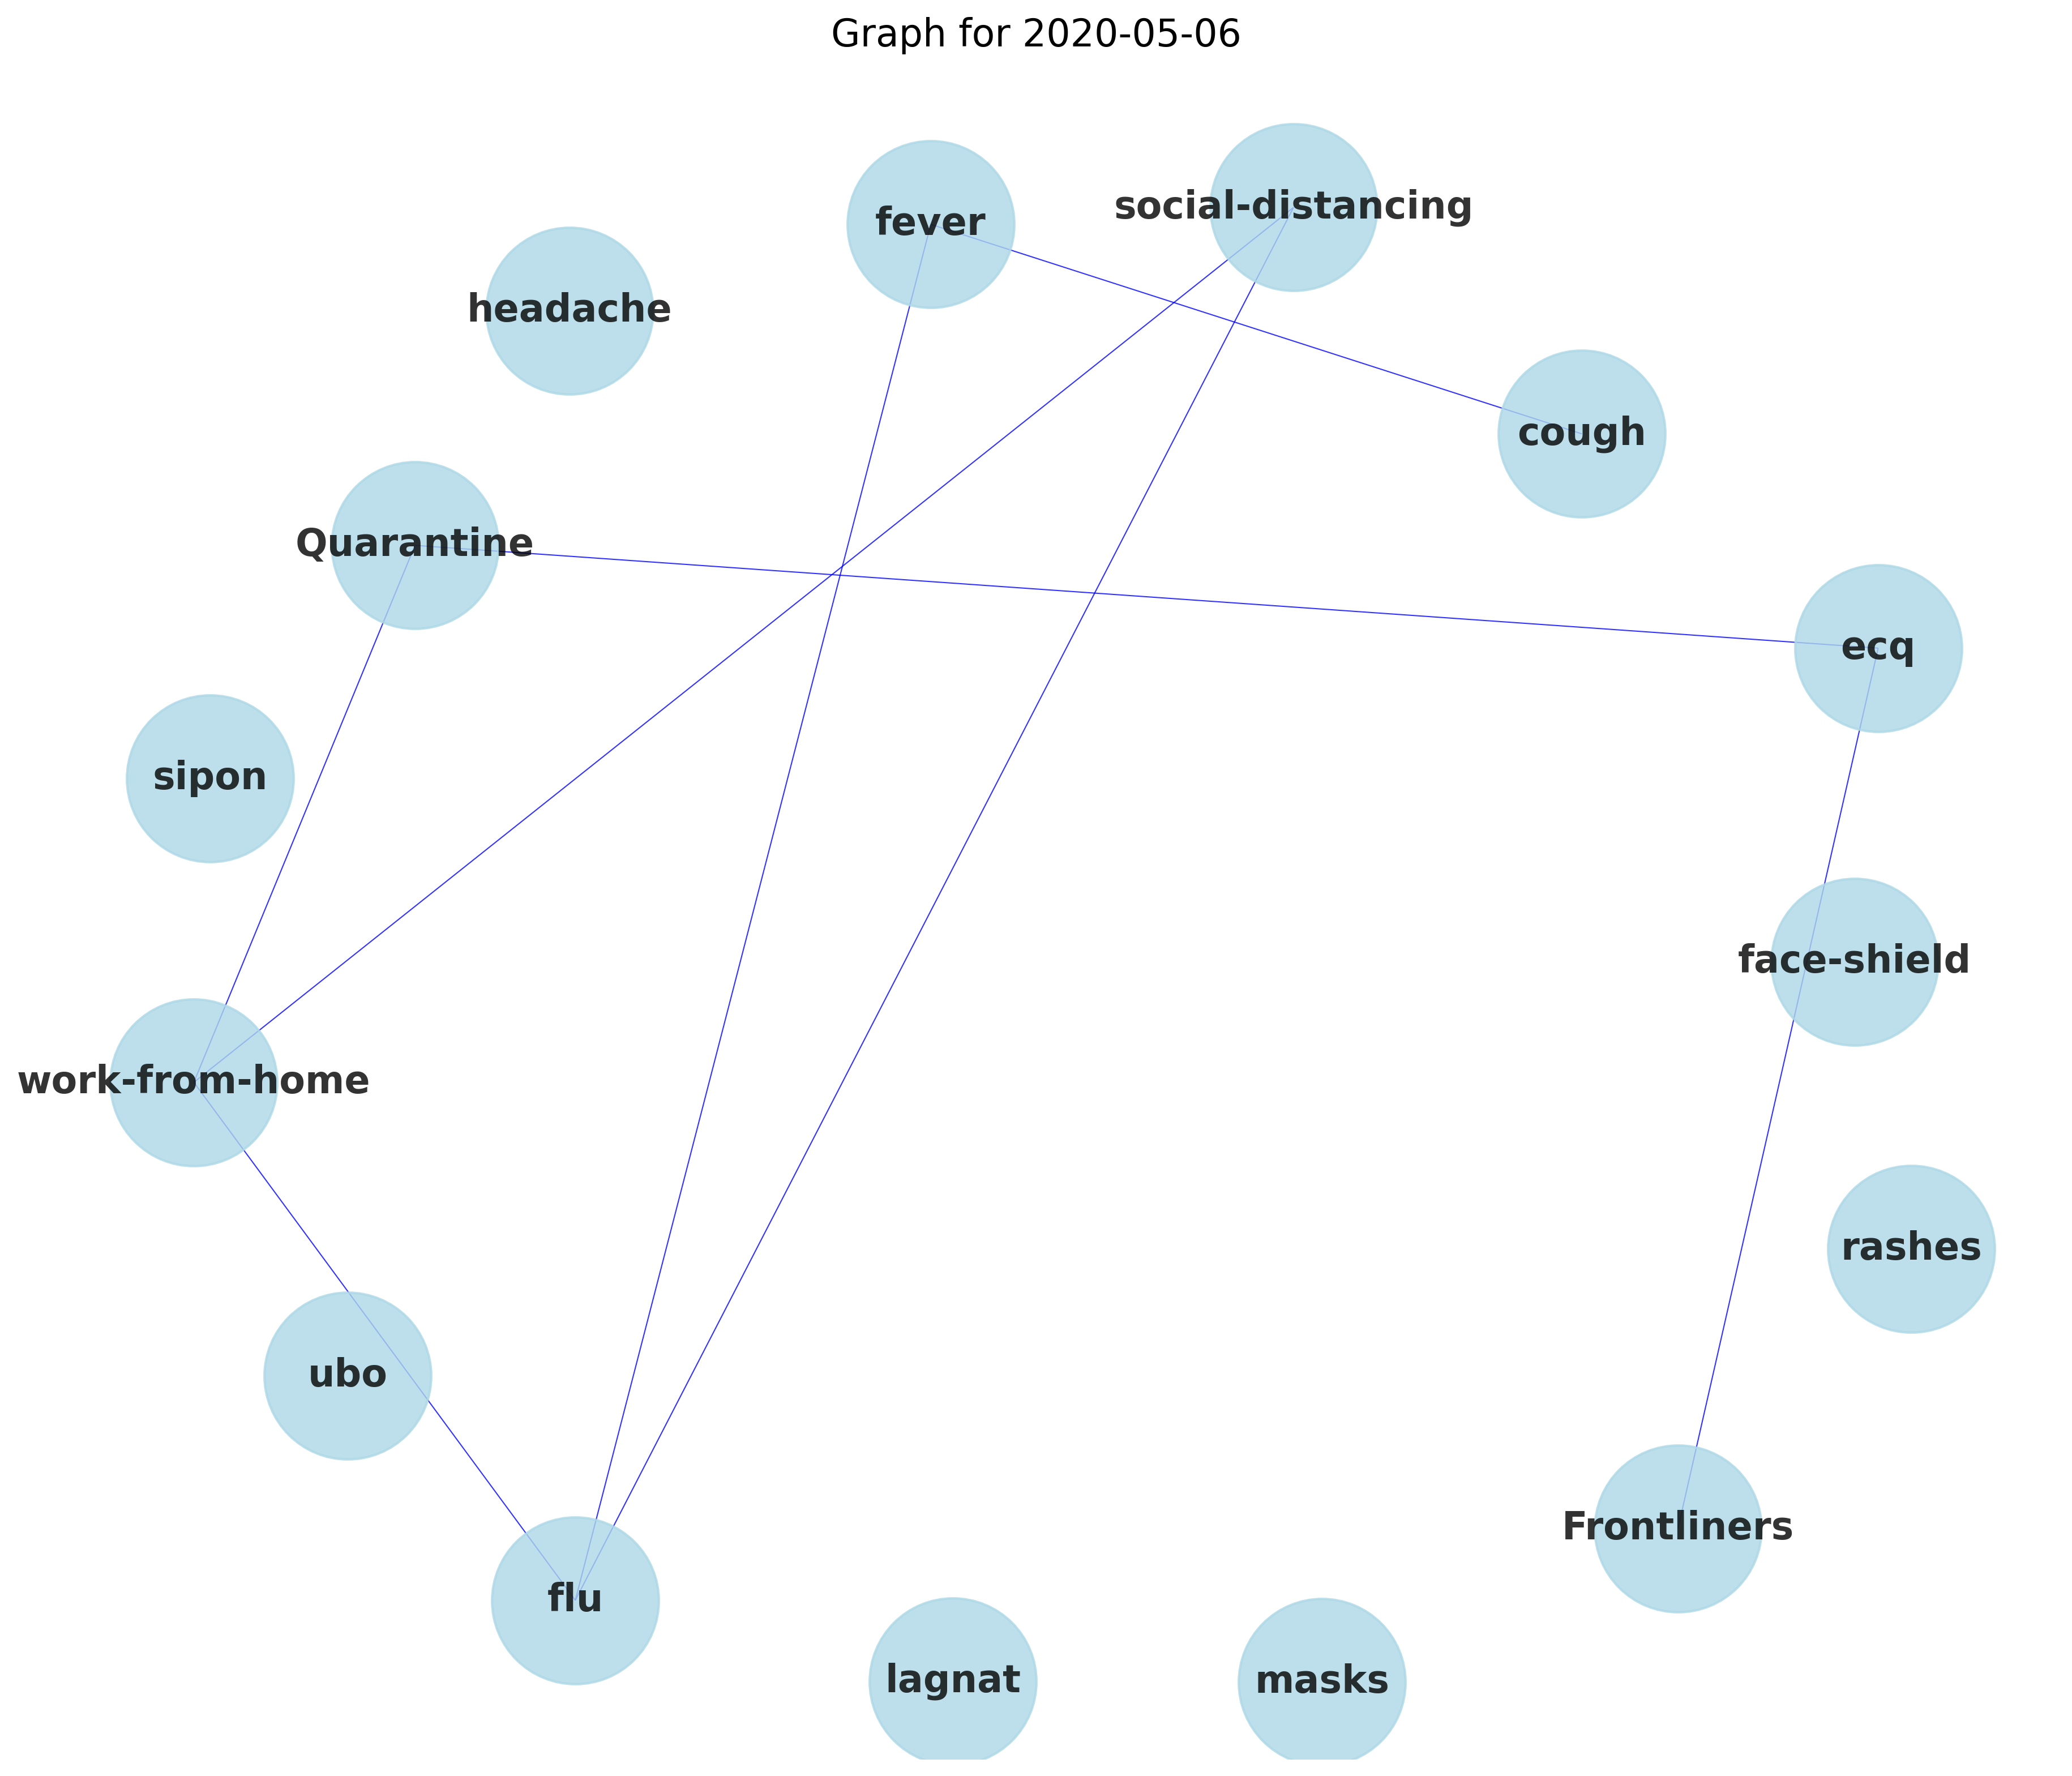 Graph for 2020-05-06
social-distancing
fever
headache
cough
Quarantine
ecq
sipon
face-shield
work-from-home
rashes
ubo
Frontliners
flu
lagnat
masks